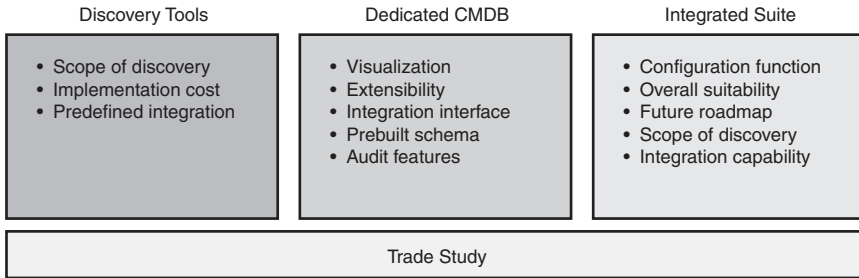 Discovery Tools
• Scope of discovery
• Implementation cost
• Predefined integration
Dedicated CMDB
• Visualization
• Extensibility
• Integration interface
• Prebuilt schema
• Audit features
Integrated Suite
• Configuration function
• Overall suitability
• Future roadmap
• Scope of discovery
• Integration capability
Trade Study